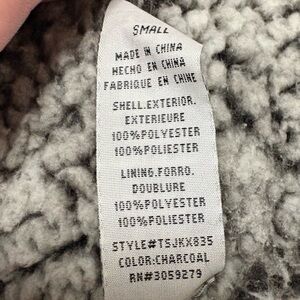 SMALL
MADE IN CHINA
HECHO EN CHINA
FABRIQUE EN CHINE
SHELL.EXTERIOR.
EXTERIEURE
100%POLYESTER
100%POLIESTER
LINING.FORRO.
DOUBLURE
100%POLYESTER
100%POLIESTER
STYLE#TSJKX835
COLOR:CHARCOAL
RN#3059279